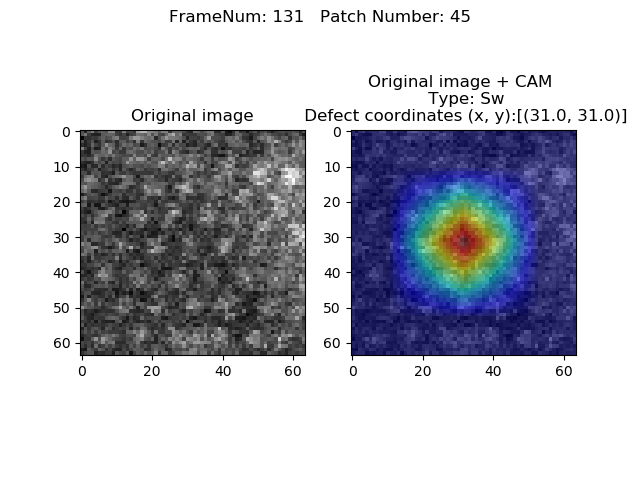 FrameNum: 131   Patch Number: 45
Original image
Original image + CAM
Type: Sw
Defect coordinates (x, y):[(31.0, 31.0)]
0
10
20
30
40
50
60
0 20 40 60
0
10
20
30
40
50
60
0 20 40 60